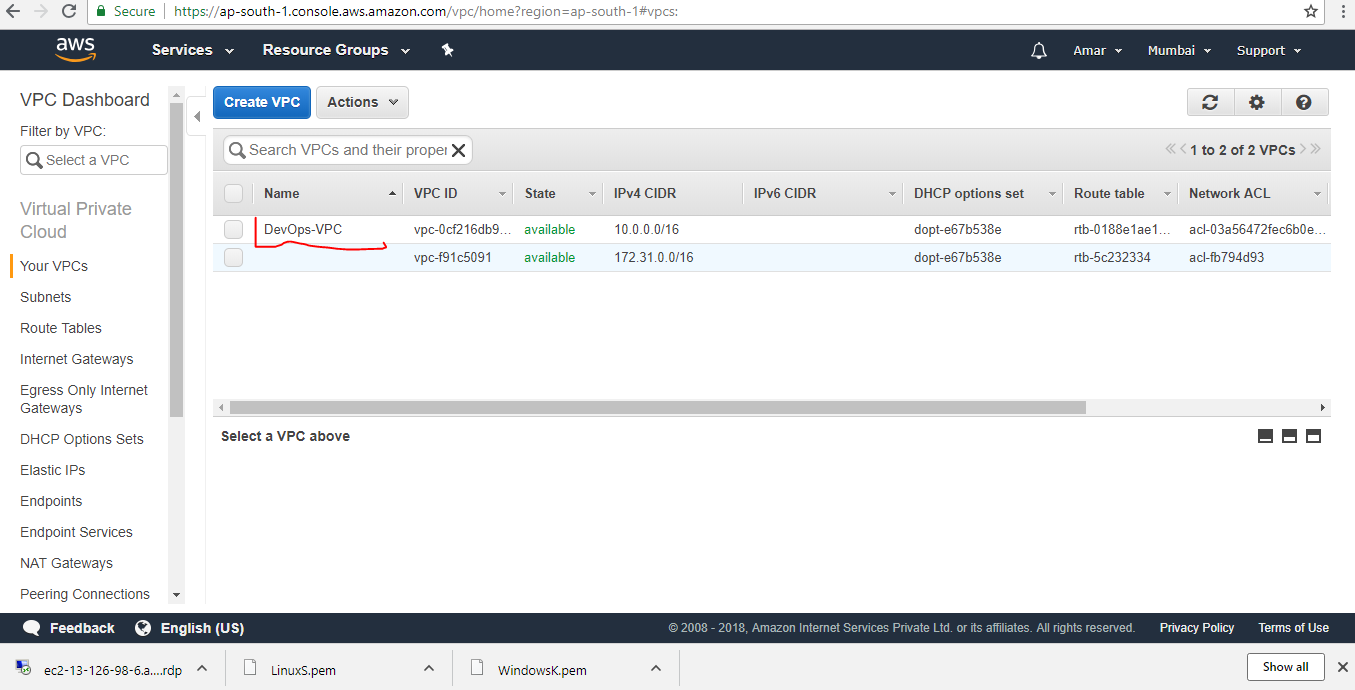 Secure https://ap-south-1.console.aws.amazon.com/vpc/home?region=ap-south-1#vpcs:
aws Services Resource Groups Amar Mumbai Support
VPC Dashboard
Filter by VPC:
Select a VPC
Virtual Private
Cloud
Your VPCs
Subnets
Route Tables
Internet Gateways
Egress Only Internet
Gateways
DHCP Options Sets
Elastic IPs
Endpoints
Endpoint Services
NAT Gateways
Peering Connections
Create VPC Actions
Search VPCs and their proper 1 to 2 of 2 VPCs
Name VPC ID State IPv4 CIDR IPv6 CIDR DHCP options set Route table Network ACL
DevOps-VPC vpc-0cf216db9... available 10.0.0.0/16 dopt-e67b538e rtb-0188e1ae1... acl-03a56472fec6b0e...
vpc-f91c5091 available 172.31.0.0/16 dopt-e67b538e rtb-5c232334 acl-fb794d93
Select a VPC above
Feedback English (US) © 2008 - 2018, Amazon Internet Services Private Ltd. or its affiliates. All rights reserved. Privacy Policy Terms of Use
ec2-13-126-98-6.a....rdp LinuxS.pem WindowsK.pem Show all